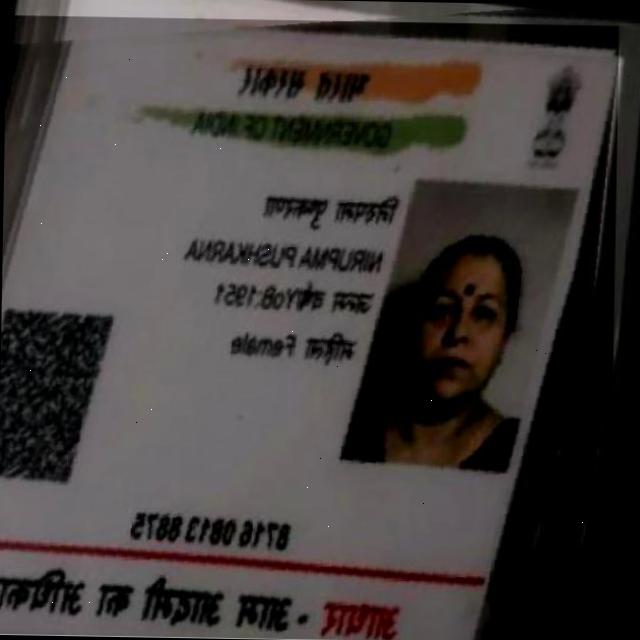 भारत सरकार
GOVERNMENT OF INDIA
निरुपमा पुष्करणा
NIRUPMA PUSHKARNA
जन्म वर्ष/YoB:1951
महिला Female
8716 0813 8875
आधार - आम आदमी का अधिकार